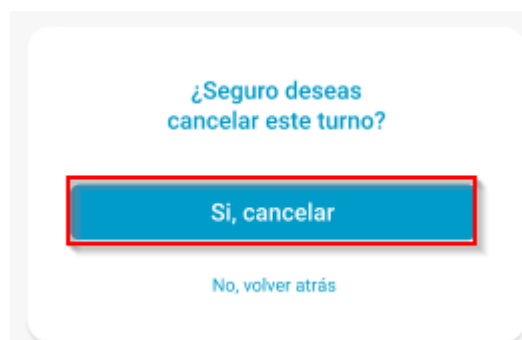 ¿Seguro deseas
cancelar este turno?
Si, cancelar
No, volver atrás